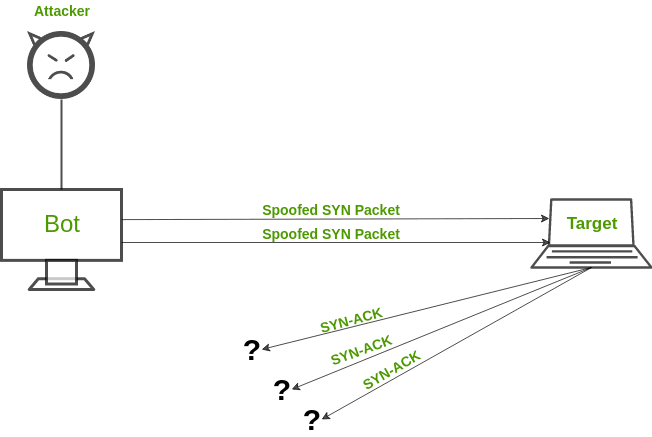 Attacker
Bot
Spoofed SYN Packet
Spoofed SYN Packet
Target
SYN-ACK
?
SYN-ACK
?
SYN-ACK
?